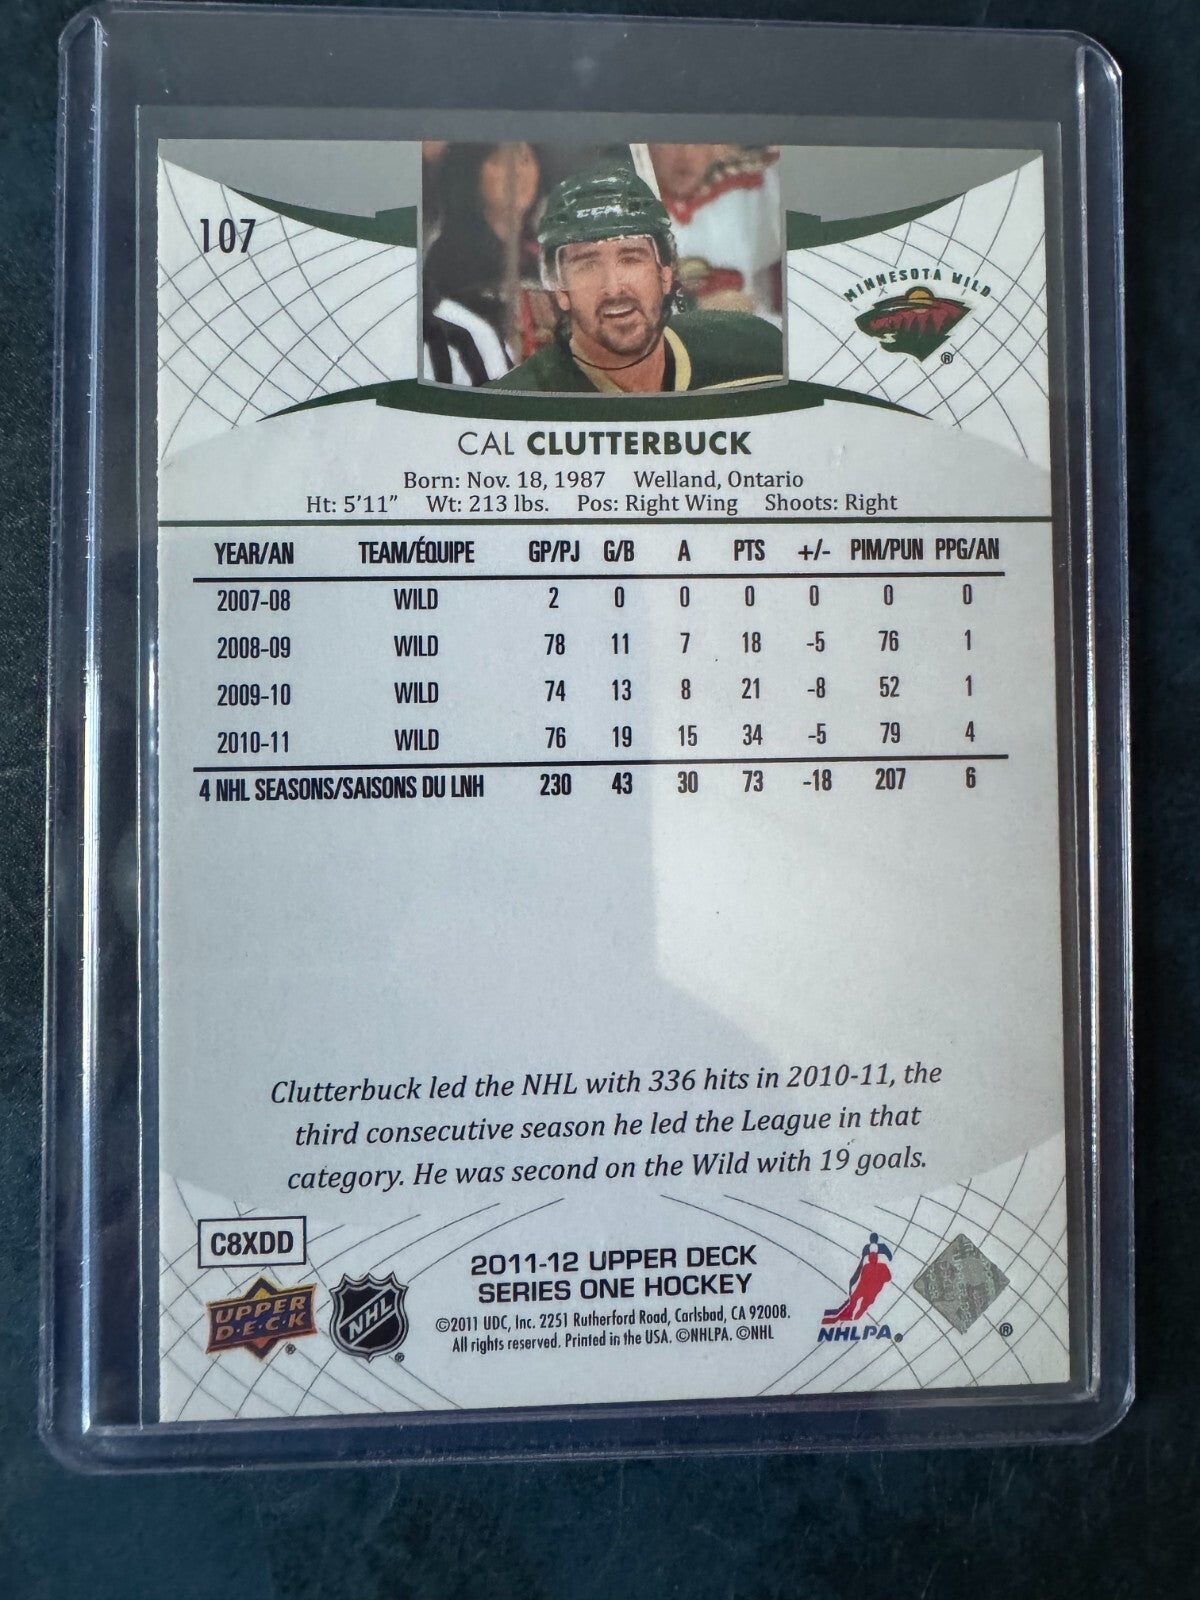 107
CCM
MINNESOTA WILD
®
CAL CLUTTERBUCK
Born: Nov. 18, 1987 Welland, Ontario
Ht: 5'11" Wt: 213 lbs. Pos: Right Wing Shoots: Right
YEAR/AN TEAM/ÉQUIPE GP/PJ G/B A PTS +/- PIM/PUN PPG/AN
2007-08 WILD 2 0 0 0 0 0 0
2008-09 WILD 78 11 7 18 -5 76 1
2009-10 WILD 74 13 8 21 -8 52 1
2010-11 WILD 76 19 15 34 -5 79 4
4 NHL SEASONS/SAISONS DU LNH 230 43 30 73 -18 207 6
Clutterbuck led the NHL with 336 hits in 2010-11, the
third consecutive season he led the League in that
category. He was second on the Wild with 19 goals.
C8XDD
UPPER
D·E·C·K
®
NHL
®
2011-12 UPPER DECK
SERIES ONE HOCKEY
©2011 UDC, Inc. 2251 Rutherford Road, Carlsbad, CA 92008.
All rights reserved. Printed in the USA. ©NHLPA. ©NHL
NHLPA®
®